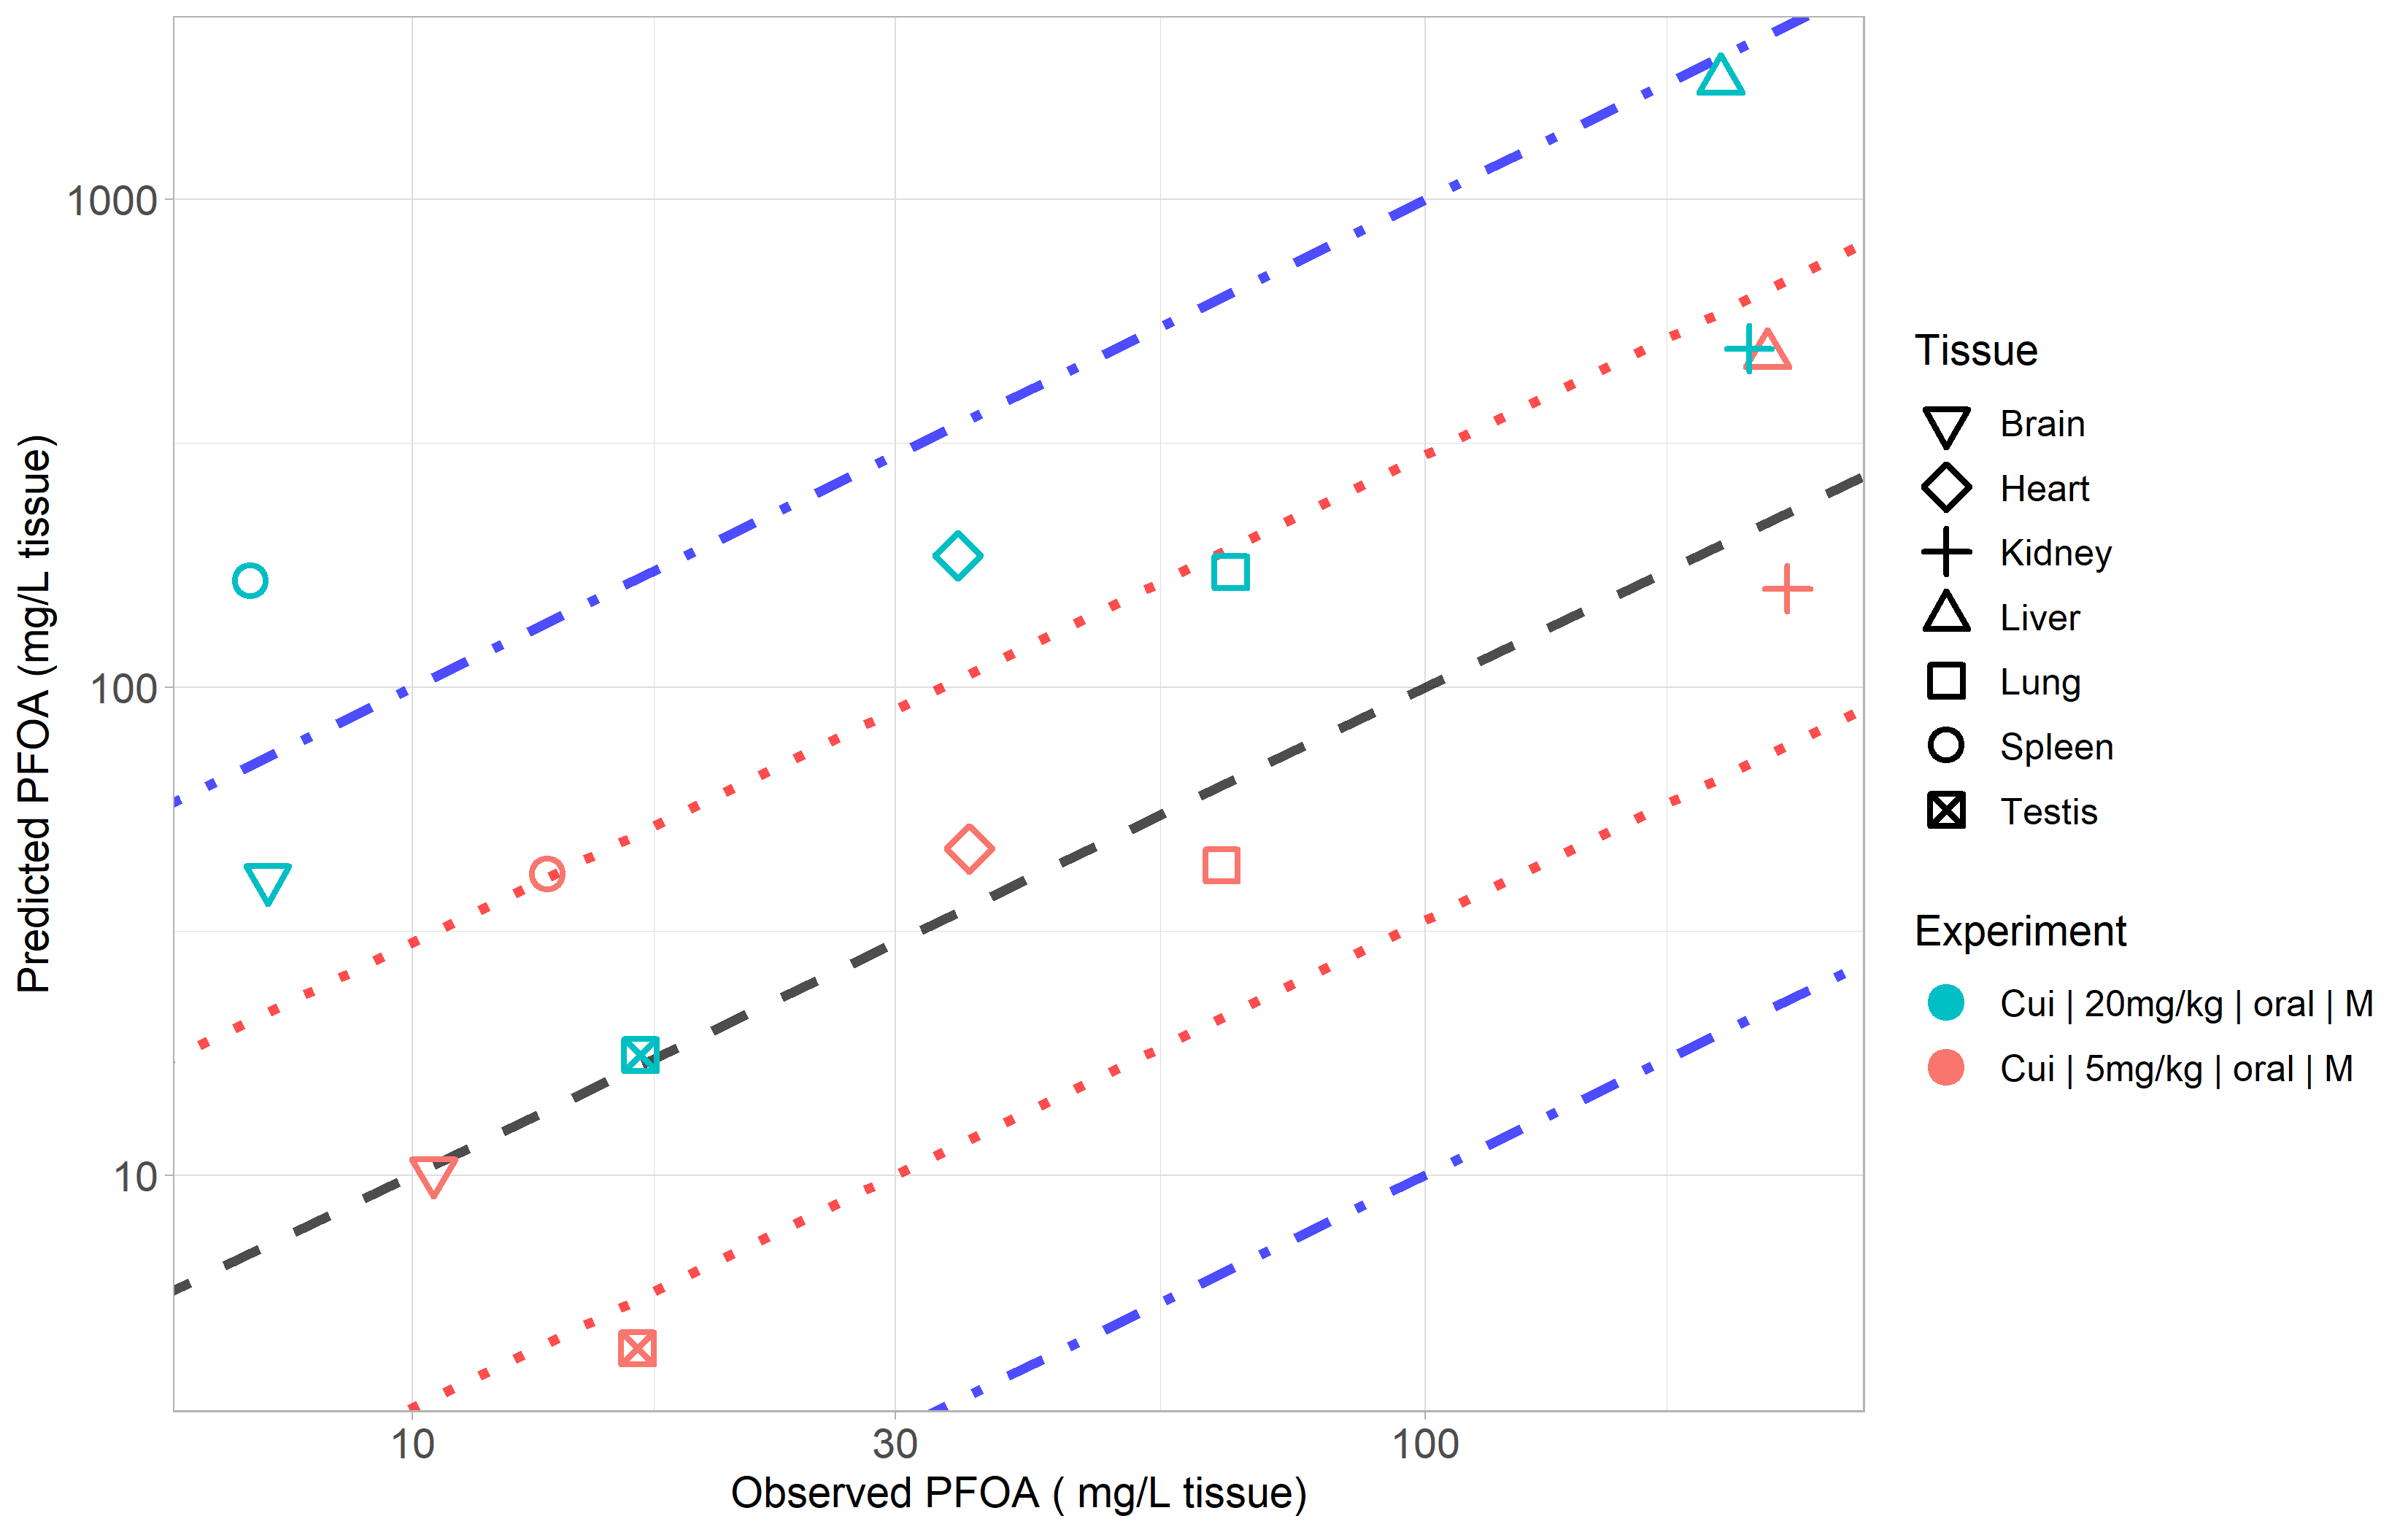 Predicted PFOA (mg/L tissue)
1000
100
10
10
30
100
Observed PFOA ( mg/L tissue)
Tissue
Brain
Heart
Kidney
Liver
Lung
Spleen
Testis
Experiment
Cui | 20mg/kg | oral | M
Cui | 5mg/kg | oral | M